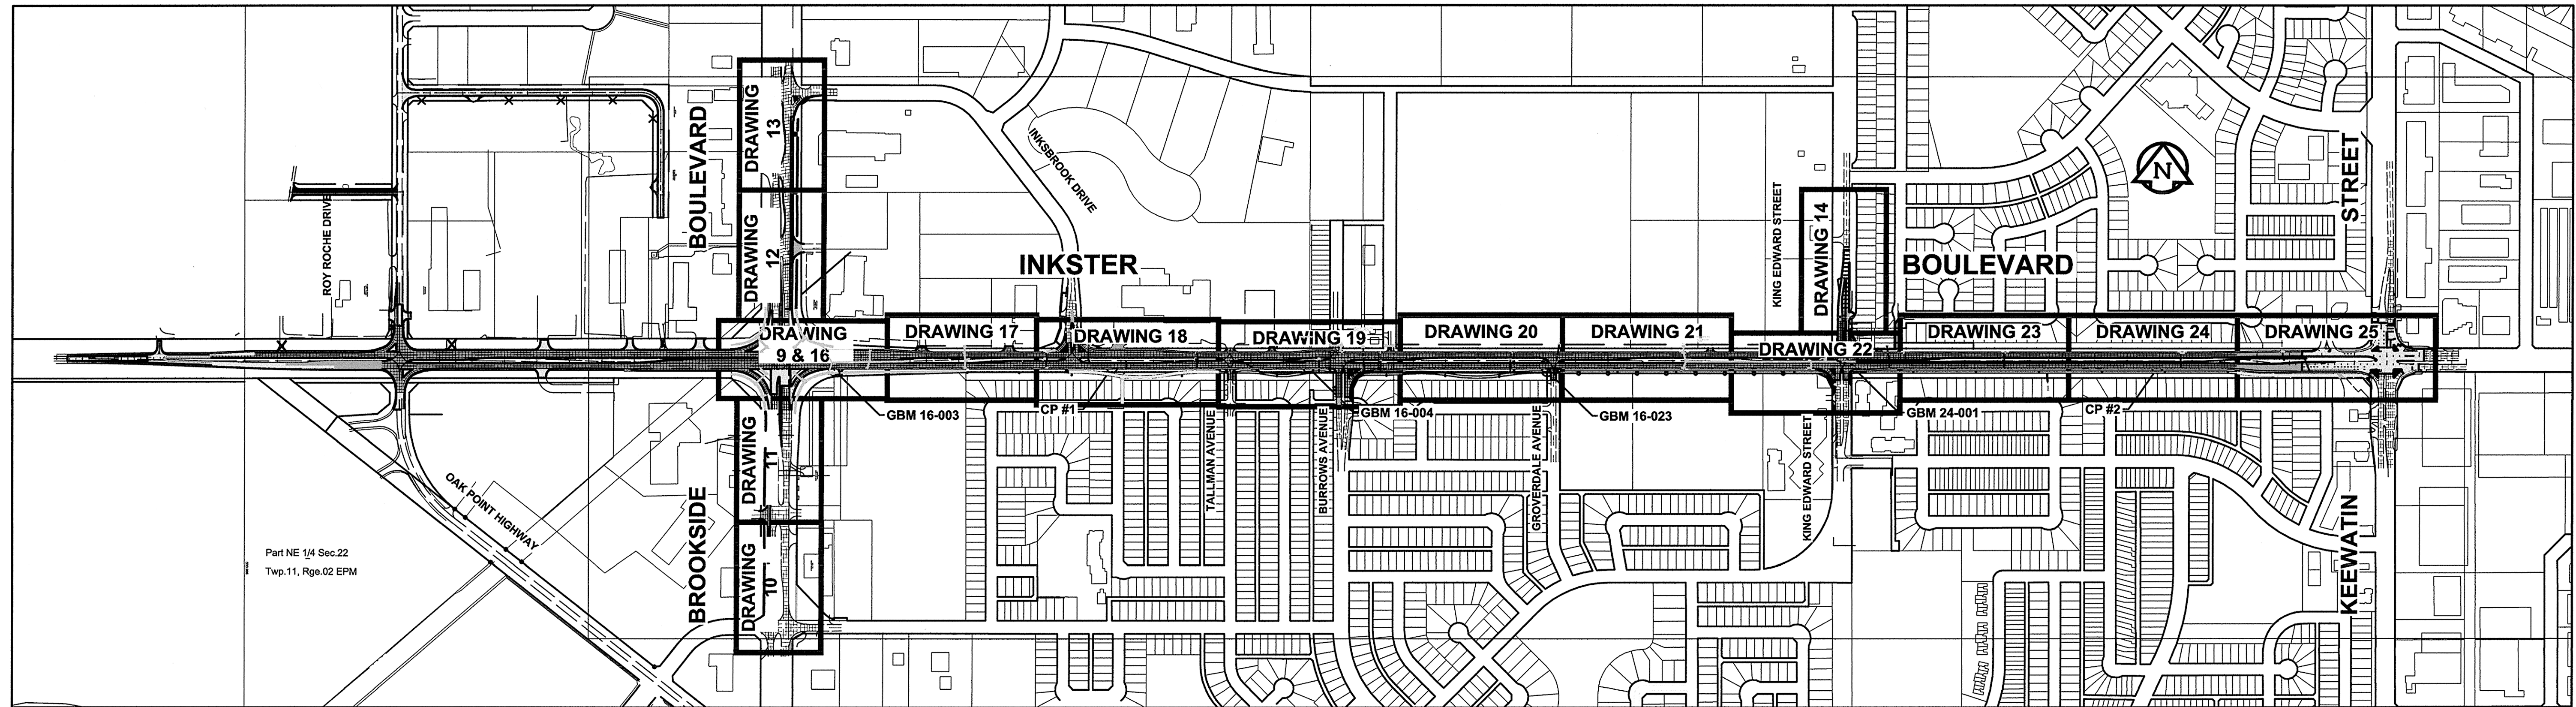 DRAWING
13
BOULEVARD
INKSBROOK DRIVE
N
STREET
ROY ROCHE DRIVE
DRAWING
12
KING EDWARD STREET
DRAWING 14
INKSTER
BOULEVARD
DRAWING
9 & 16
DRAWING 17
DRAWING 18
DRAWING 19
DRAWING 20
DRAWING 21
DRAWING 22
DRAWING 23
DRAWING 24
DRAWING 25
GBM 16-003
CP #1
GBM 16-004
GBM 16-023
GBM 24-001
CP #2
DRAWING
11
TALLMAN AVENUE
BURROWS AVENUE
GROVERDALE AVENUE
KING EDWARD STREET
OAK POINT HIGHWAY
BROOKSIDE
KEEWATIN
DRAWING
10
Part NE 1/4 Sec.22
Twp.11, Rge.02 EPM